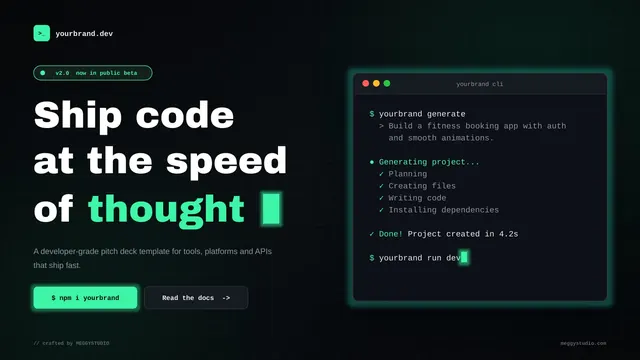 >_ yourbrand.dev
v2.0 now in public beta
Ship code
at the speed
of thought
A developer-grade pitch deck template for tools, platforms and APIs
that ship fast.
$ npm i yourbrand
Read the docs ->
// crafted by MEGGYSTUDIO
yourbrand cli
$ yourbrand generate
> Build a fitness booking app with auth
and smooth animations.
● Generating project...
✓ Planning
✓ Creating files
✓ Writing code
✓ Installing dependencies
✓ Done! Project created in 4.2s
$ yourbrand run dev
meggystudio.com